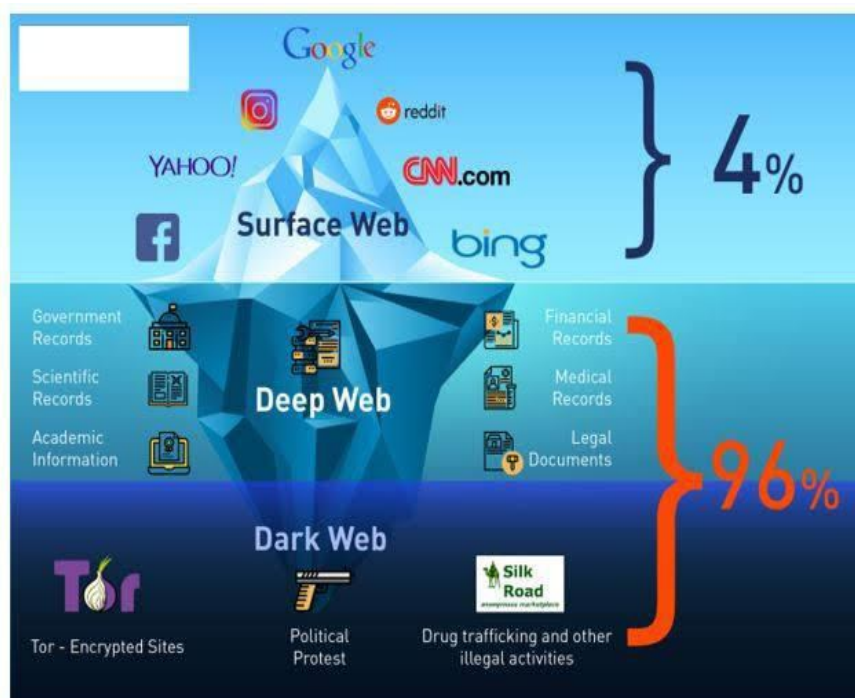 Google
reddit
YAHOO!
CNN.com
4%
Surface Web
bing
Government
Records
Financial
Records
Scientific
Records
Deep Web
Medical
Records
Academic
Information
Legal
Documents
96%
Dark Web
Tor
Silk
Road
anonymous marketplace
Tor - Encrypted Sites
Political
Protest
Drug trafficking and other
illegal activities